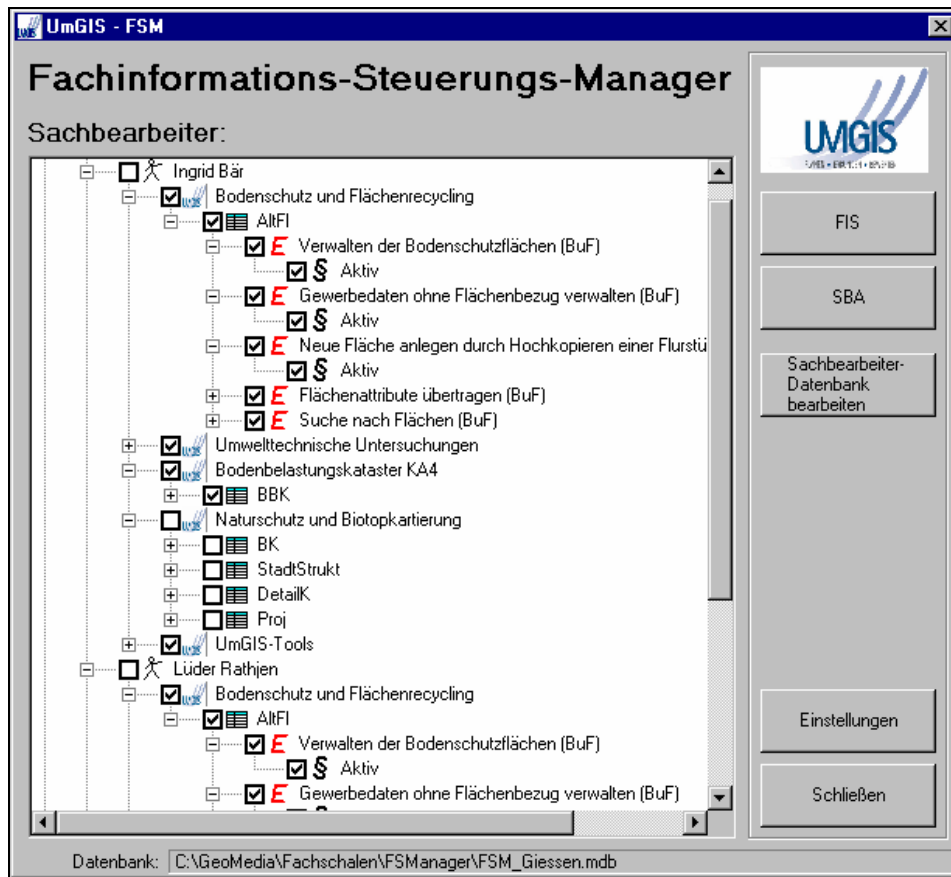 UmGIS - FSM
Fachinformations-Steuerungs-Manager
Sachbearbeiter:
Ingrid Bär
Bodenschutz und Flächenrecycling
AltFl
E Verwalten der Bodenschutzflächen (BuF)
§ Aktiv
E Gewerbedaten ohne Flächenbezug verwalten (BuF)
§ Aktiv
E Neue Fläche anlegen durch Hochkopieren einer Flurstü
§ Aktiv
E Flächenattribute übertragen (BuF)
E Suche nach Flächen (BuF)
Umwelttechnische Untersuchungen
Bodenbelastungskataster KA4
BBK
Naturschutz und Biotopkartierung
BK
StadtStrukt
DetailK
Proj
UmGIS-Tools
Lüder Rathjen
Bodenschutz und Flächenrecycling
AltFl
E Verwalten der Bodenschutzflächen (BuF)
§ Aktiv
E Gewerbedaten ohne Flächenbezug verwalten (BuF)
UMGIS
FIS
SBA
Sachbearbeiter-
Datenbank
bearbeiten
Einstellungen
Schließen
Datenbank: C:\GeoMedia\Fachschalen\FSManager\FSM_Giessen.mdb